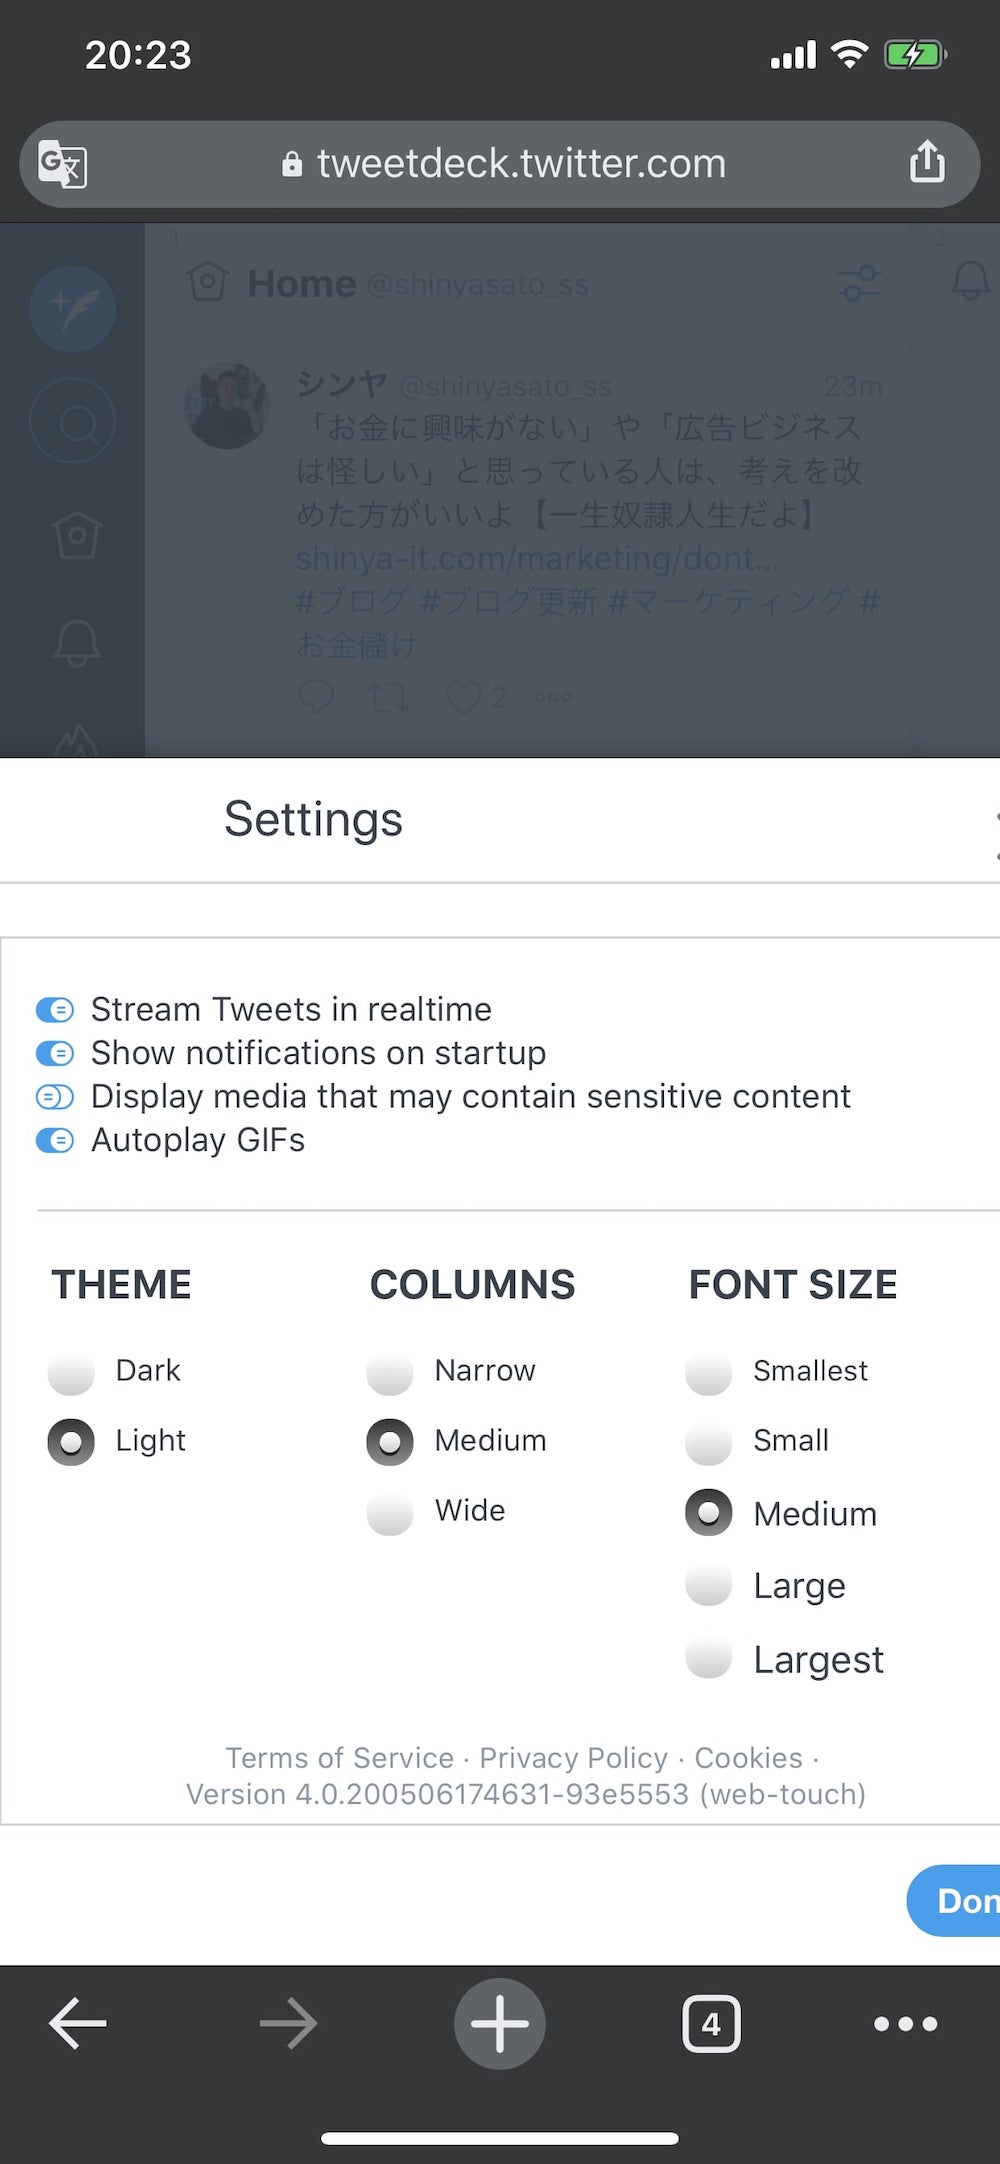 20:23
tweetdeck.twitter.com
1
2
Home @shinyasato_ss
シンヤ @shinyasato_ss 23m
「お金に興味がない」や「広告ビジネス
は怪しい」と思っている人は、考えを改
めた方がいいよ【一生奴隷人生だよ】
shinya-it.com/marketing/dont...
#ブログ #ブログ更新 #マーケティング #
お金儲け
2
Settings
Stream Tweets in realtime
Show notifications on startup
Display media that may contain sensitive content
Autoplay GIFs
THEME COLUMNS FONT SIZE
Dark Narrow Smallest
Light Medium Small
Wide Medium
Large
Largest
Terms of Service · Privacy Policy · Cookies ·
Version 4.0.200506174631-93e5553 (web-touch)
Don
4